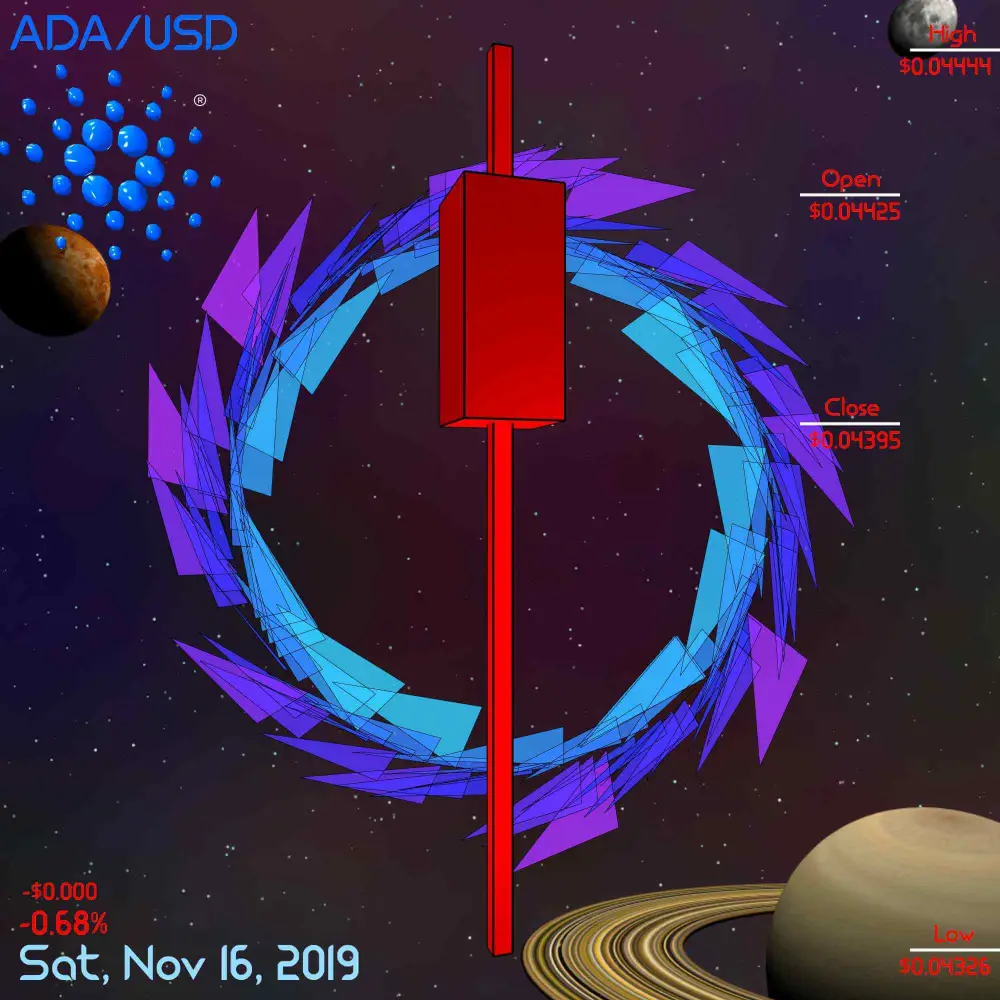 ADA/USD
®
High
$0.04444
Open
$0.04425
Close
$0.04395
-$0.000
-0.68%
Sat, Nov 16, 2019
Low
$0.04326